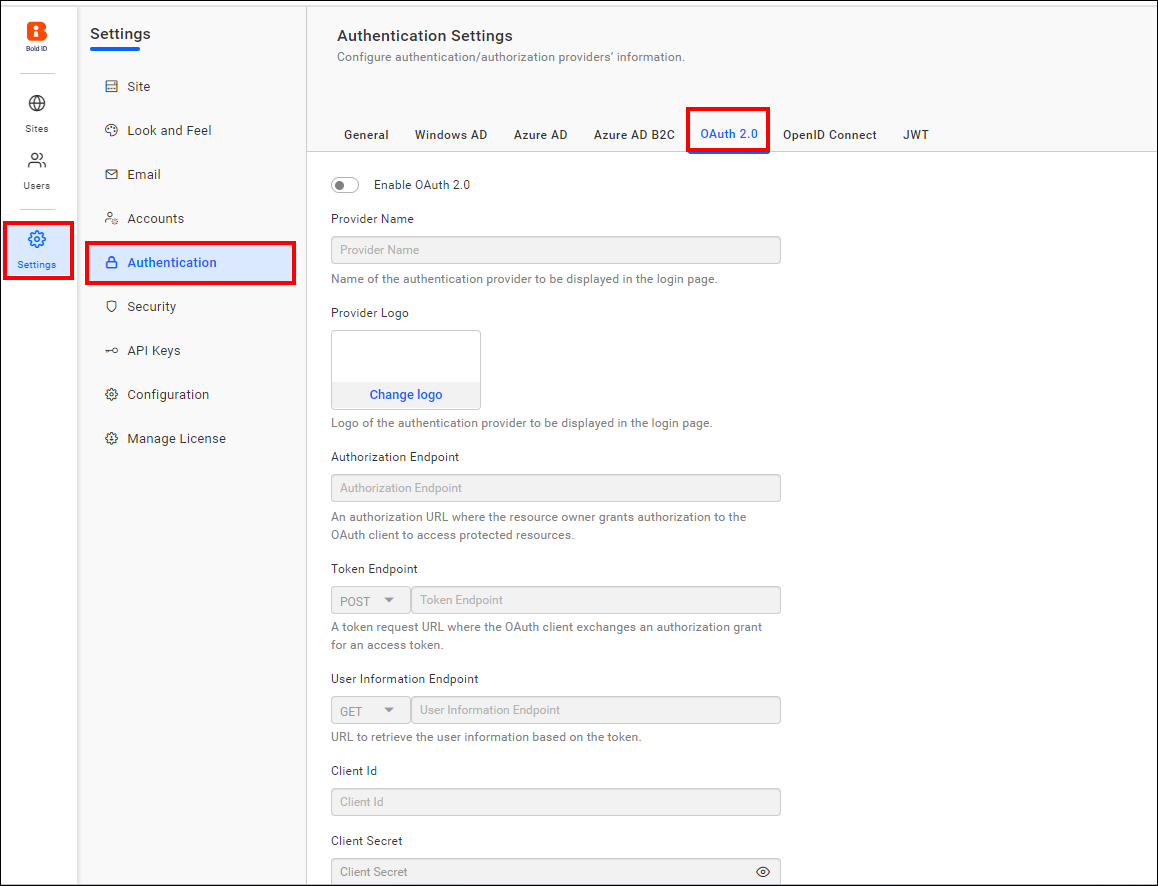 Bold ID
Sites
Users
Settings
Settings
Site
Look and Feel
Email
Accounts
Authentication
Security
API Keys
Configuration
Manage License
Authentication Settings
Configure authentication/authorization providers' information.
General Windows AD Azure AD Azure AD B2C OAuth 2.0 OpenID Connect JWT
Enable OAuth 2.0
Provider Name
Provider Name
Name of the authentication provider to be displayed in the login page.
Provider Logo
Change logo
Logo of the authentication provider to be displayed in the login page.
Authorization Endpoint
Authorization Endpoint
An authorization URL where the resource owner grants authorization to the
OAuth client to access protected resources.
Token Endpoint
POST Token Endpoint
A token request URL where the OAuth client exchanges an authorization grant
for an access token.
User Information Endpoint
GET User Information Endpoint
URL to retrieve the user information based on the token.
Client Id
Client Id
Client Secret
Client Secret